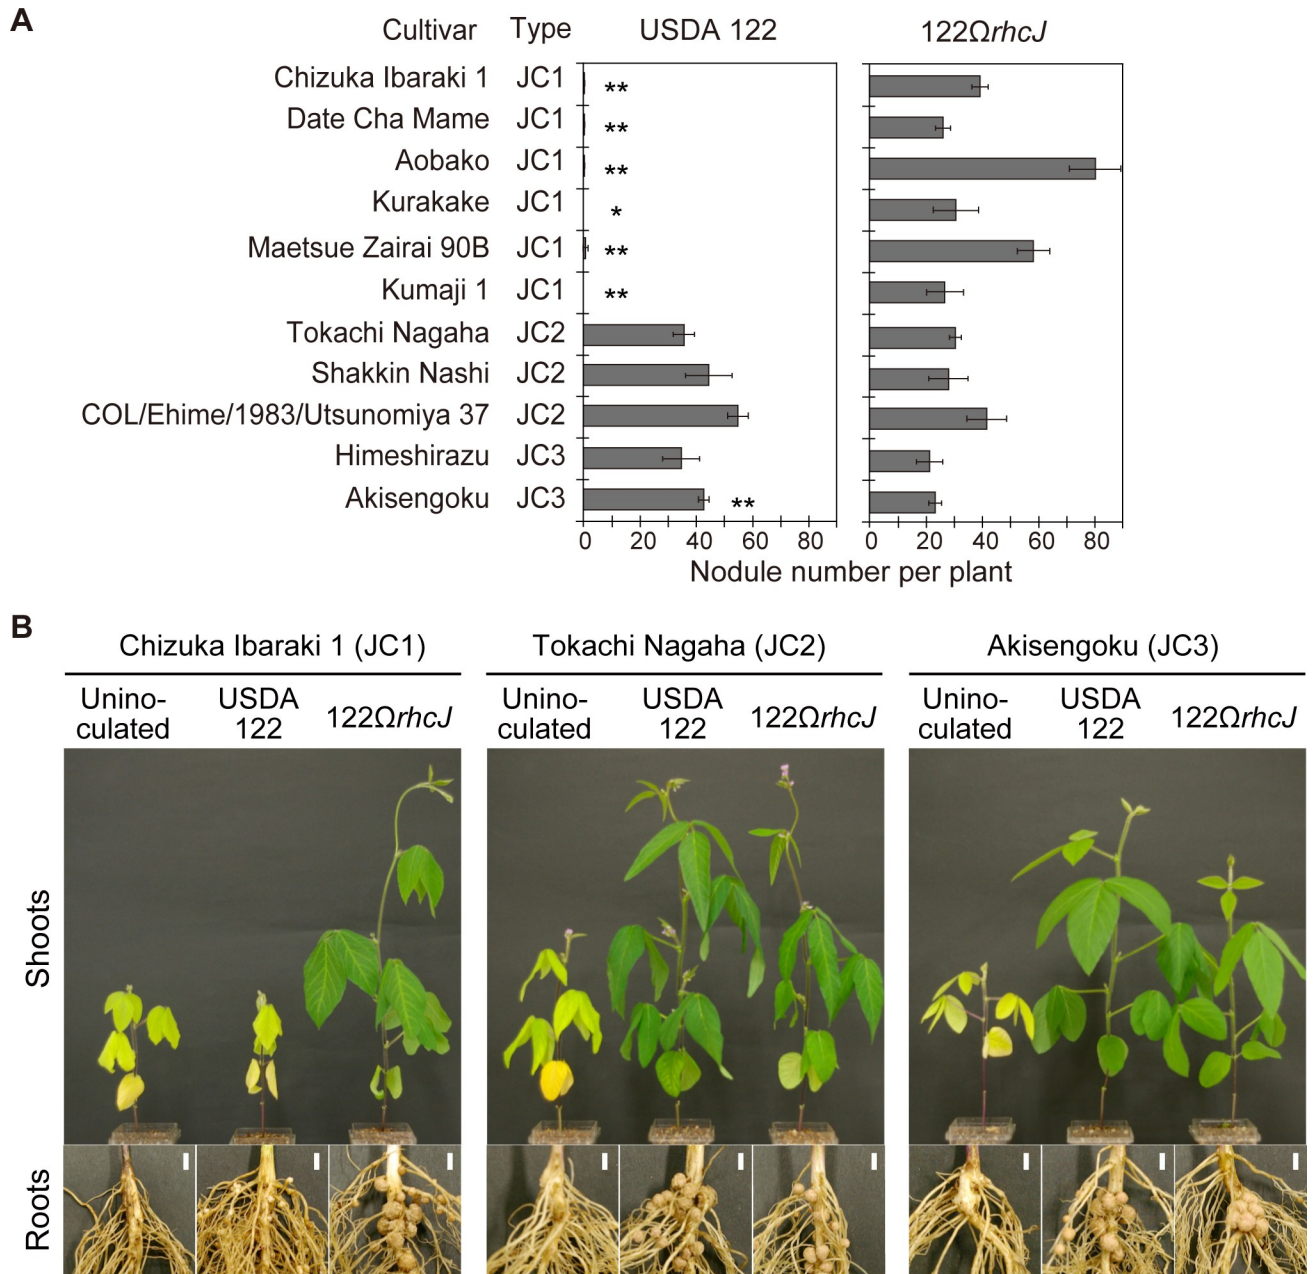 A
Cultivar Type USDA 122 122ΩrhcJ
Chizuka Ibaraki 1 JC1 **
Date Cha Mame JC1 **
Aobako JC1 **
Kurakake JC1 *
Maetsue Zairai 90B JC1 **
Kumaji 1 JC1 **
Tokachi Nagaha JC2
Shakkin Nashi JC2
COL/Ehime/1983/Utsunomiya 37 JC2
Himeshirazu JC3
Akisengoku JC3 **
0 20 40 60 80 0 20 40 60 80
Nodule number per plant
B
Chizuka Ibaraki 1 (JC1) Tokachi Nagaha (JC2) Akisengoku (JC3)
Unino- USDA 122ΩrhcJ Unino- USDA 122ΩrhcJ Unino- USDA 122ΩrhcJ
culated 122 culated 122 culated 122
Shoots
Roots